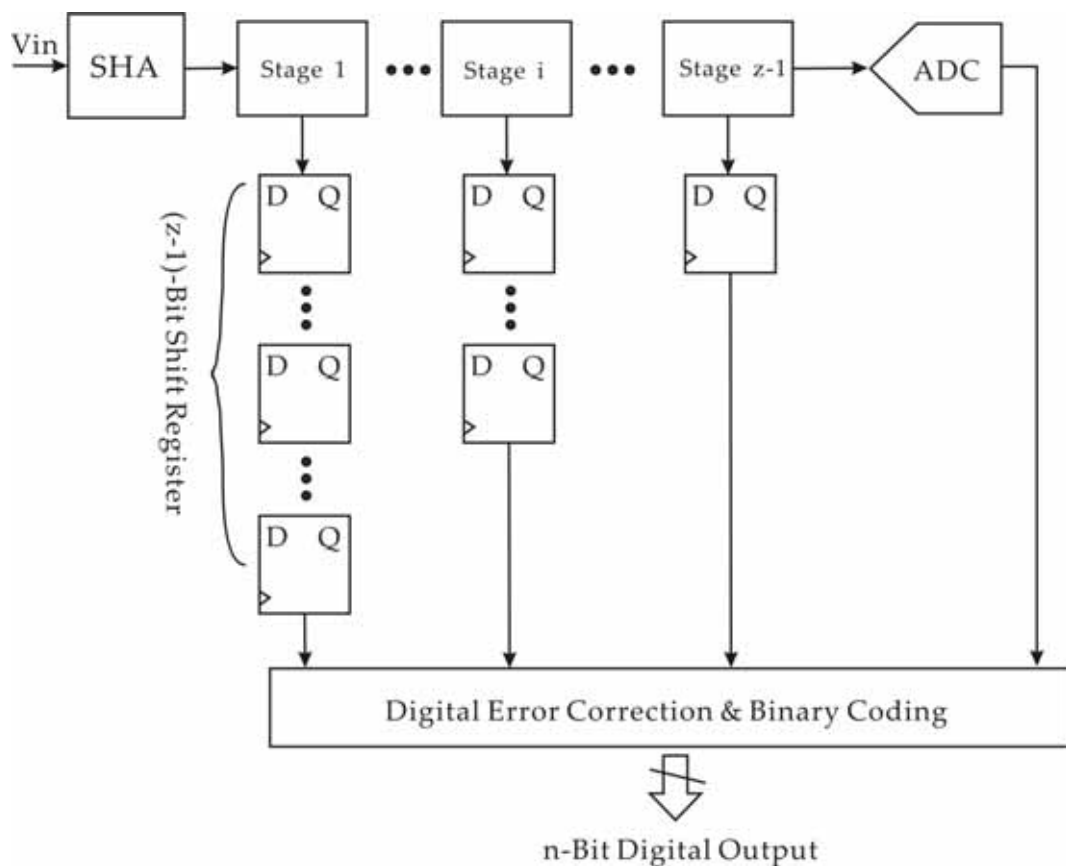 Vin
SHA
Stage 1
Stage i
Stage z-1
ADC
D Q
D Q
D Q
(z-1)-Bit Shift Register
D Q
D Q
D Q
Digital Error Correction & Binary Coding
n-Bit Digital Output